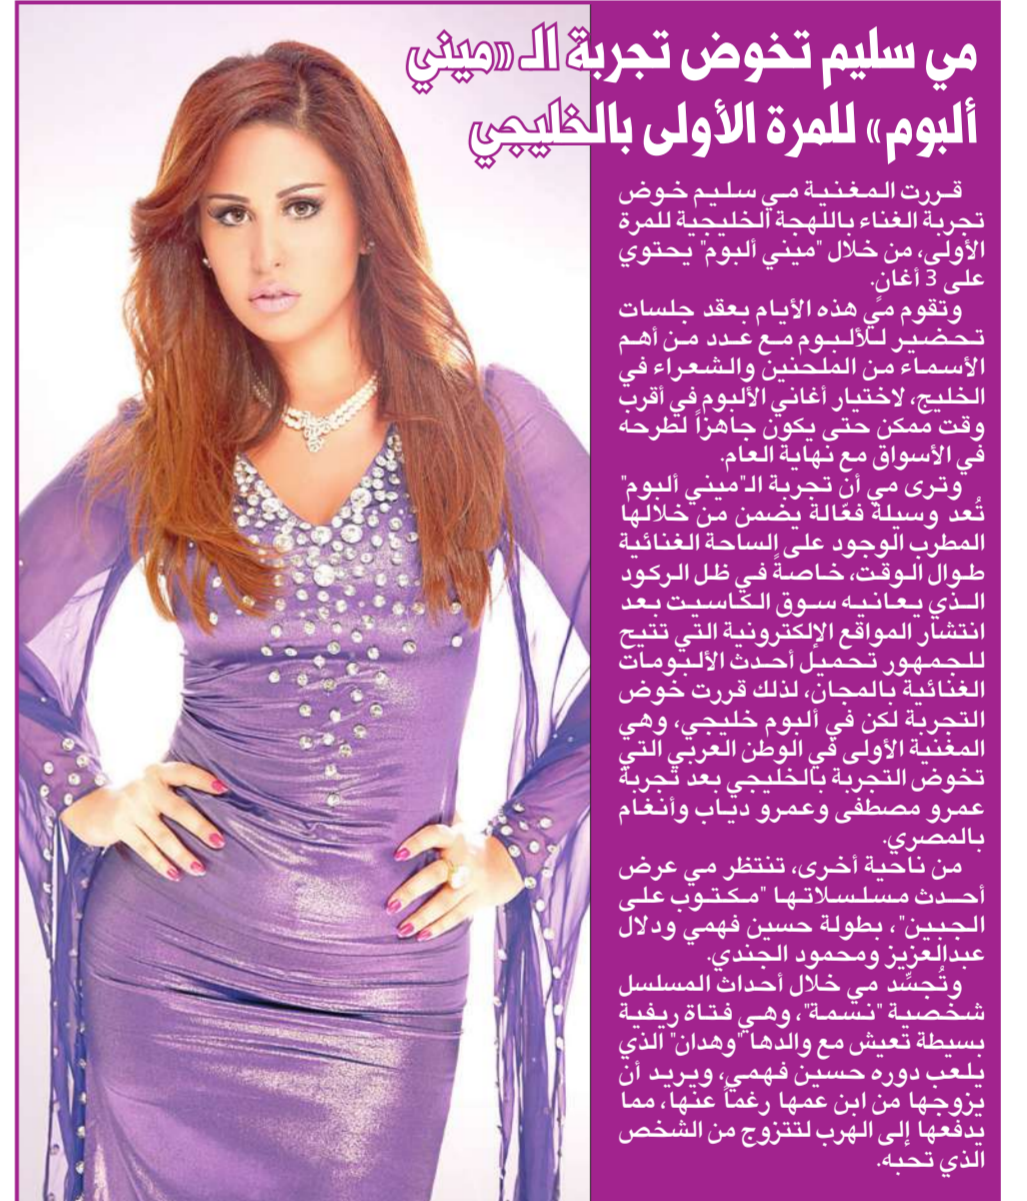 مي سليم تخوض تجربة الـ «ميني
ألبوم» للمرة الأولى بالخليجي
قررت المغنية مي سليم خوض
تجربة الغناء باللهجة الخليجية للمرة
الأولى، من خلال "ميني ألبوم" يحتوي
على 3 أغانٍ.
وتقوم مي هذه الأيام بعقد جلسات
تحضير للألبوم مع عدد من أهم
الأسماء من الملحنين والشعراء في
الخليج، لاختيار أغاني الألبوم في أقرب
وقت ممكن حتى يكون جاهزاً لطرحه
في الأسواق مع نهاية العام.
وترى مي أن تجربة الـ"ميني ألبوم"
تُعد وسيلة فعّالة يضمن من خلالها
المطرب الوجود على الساحة الغنائية
طوال الوقت، خاصةً في ظل الركود
الذي يعانيه سوق الكاسيت بعد
انتشار المواقع الإلكترونية التي تتيح
للجمهور تحميل أحدث الألبومات
الغنائية بالمجان، لذلك قررت خوض
التجربة لكن في ألبوم خليجي، وهي
المغنية الأولى في الوطن العربي التي
تخوض التجربة بالخليجي بعد تجربة
عمرو مصطفى وعمرو دياب وأنغام
بالمصري.
من ناحية أخرى، تنتظر مي عرض
أحدث مسلسلاتها "مكتوب على
الجبين"، بطولة حسين فهمي ودلال
عبدالعزيز ومحمود الجندي.
وتُجسِّد مي خلال أحداث المسلسل
شخصية "نسمة"، وهي فتاة ريفية
بسيطة تعيش مع والدها "وهدان" الذي
يلعب دوره حسين فهمي، ويريد أن
يزوجها من ابن عمها رغماً عنها، مما
يدفعها إلى الهرب لتتزوج من الشخص
الذي تحبه.